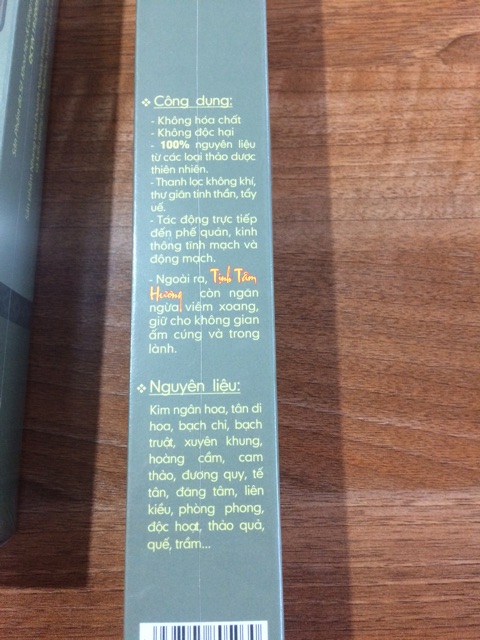 ❖ Công dụng:
- Không hóa chất
- Không độc hại
- 100% nguyên liệu
từ các loại thảo dược
thiên nhiên.
- Thanh lọc không khí,
thư giãn tinh thần, tẩy
uế.
- Tác động trực tiếp
đến phế quản, kinh
thông tĩnh mạch và
động mạch.
- Ngoài ra, Tịnh Tâm
Hương còn ngăn
ngừa viêm xoang,
giữ cho không gian
ấm cúng và trong
lành.
❖ Nguyên liệu:
Kim ngân hoa, tân di
hoa, bạch chỉ, bạch
truật, xuyên khung,
hoàng cầm, cam
thảo, đương quy, tế
tân, đảng tâm, liên
kiều, phòng phong,
độc hoạt, thảo quả,
quế, trầm...